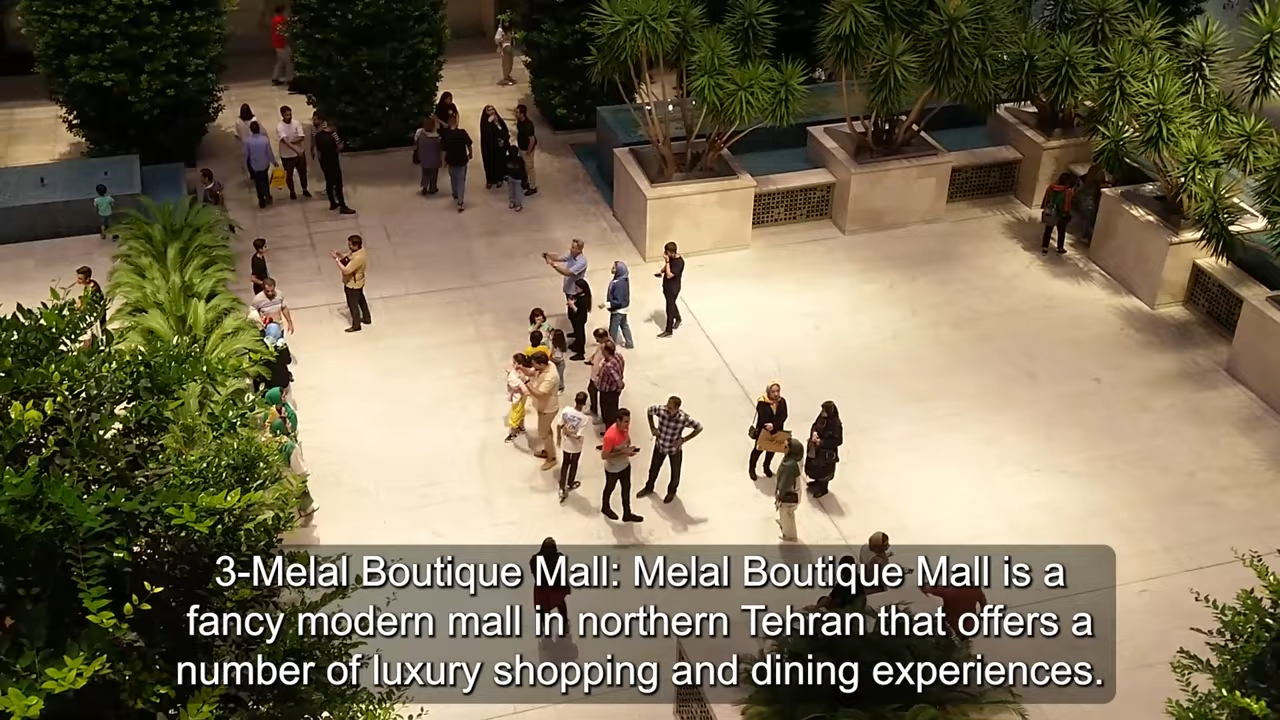 3-Melal Boutique Mall: Melal Boutique Mall is a
fancy modern mall in northern Tehran that offers a
number of luxury shopping and dining experiences.